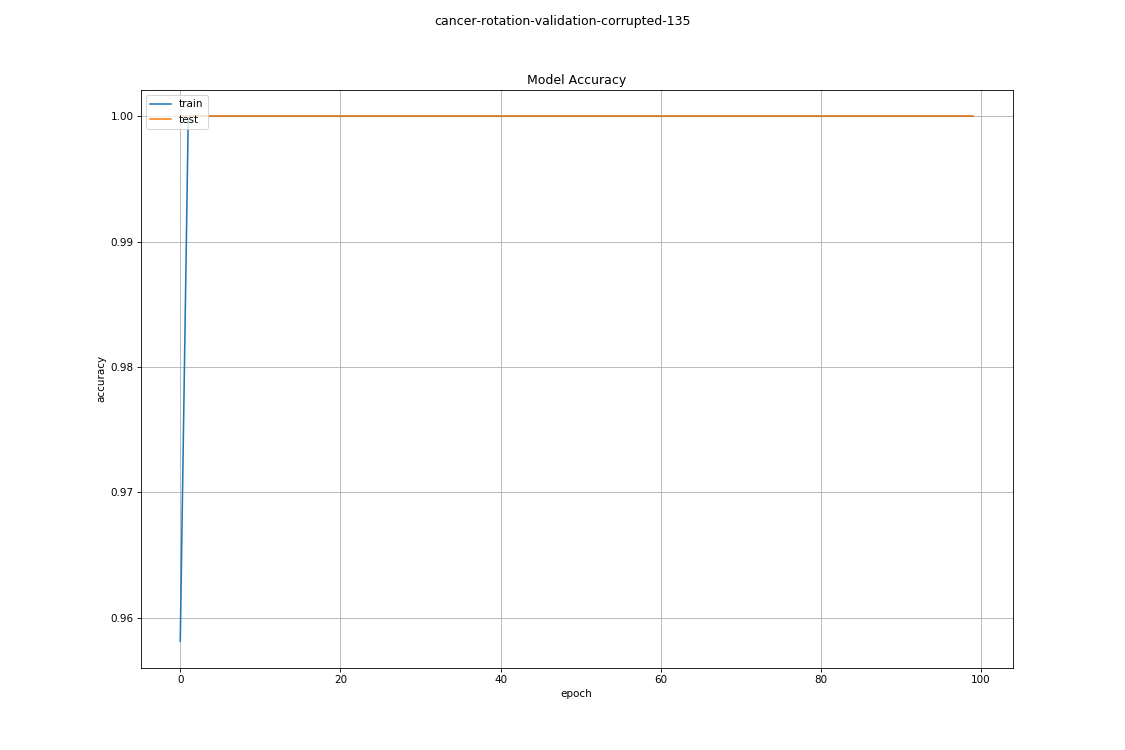 cancer-rotation-validation-corrupted-135
Model Accuracy
train
test
1.00
0.99
0.98
0.97
0.96
accuracy
0
20
40
60
80
100
epoch